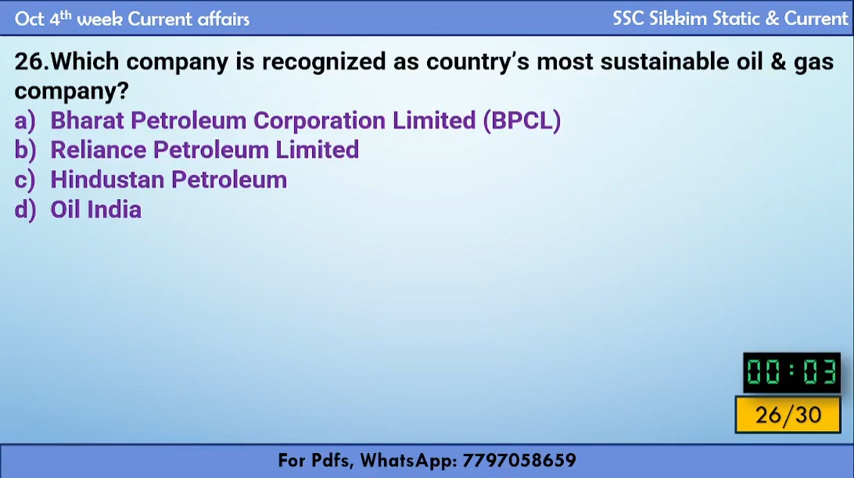 Oct 4th week Current affairs
SSC Sikkim Static & Current
26.Which company is recognized as country's most sustainable oil & gas
company?
a) Bharat Petroleum Corporation Limited (BPCL)
b) Reliance Petroleum Limited
c) Hindustan Petroleum
d) Oil India
00:03
26/30
For Pdfs, WhatsApp: 7797058659